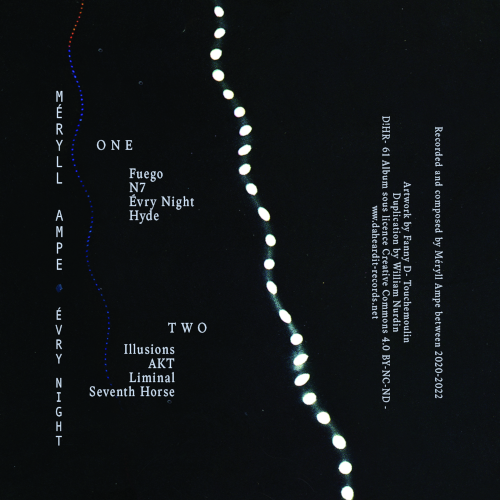 MÉRYLL AMPE • ÉVRY NIGHT
ONE
Fuego
N7
Évry Night
Hyde
TWO
Illusions
AKT
Liminal
Seventh Horse
Recorded and composed by Méryll Ampe between 2020-2022
Artwork by Fanny D- Touchemoulin
Duplication by William Nurdin
D!HR- 61 Album sous licence Creative Commons 4.0 BY-NC-ND -
www.daheardit-records.net